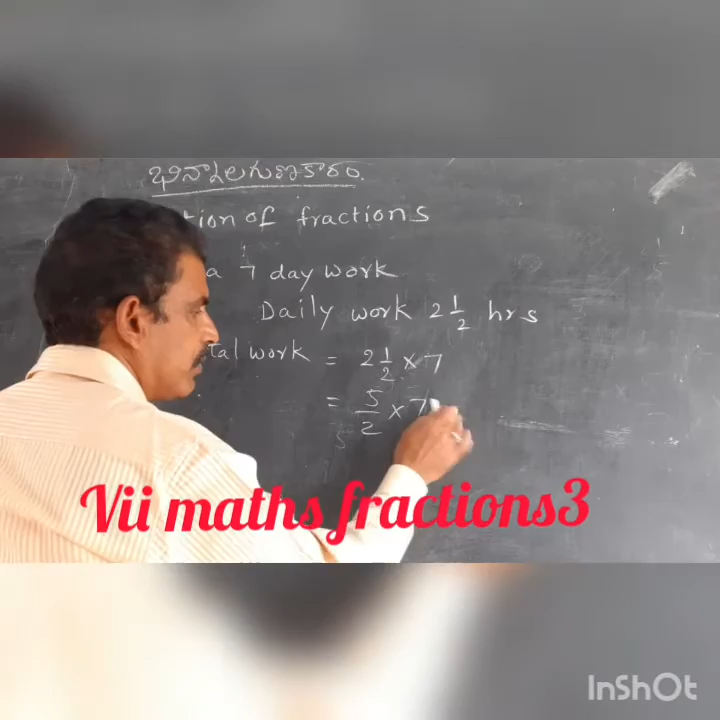 భిన్నాల గుణకారం.
tion of fractions
a 7 day work
Daily work 2 1/2 hrs
tal work = 2 1/2 × 7
= 5/2 × 7
Vii maths fractions3
InShOt